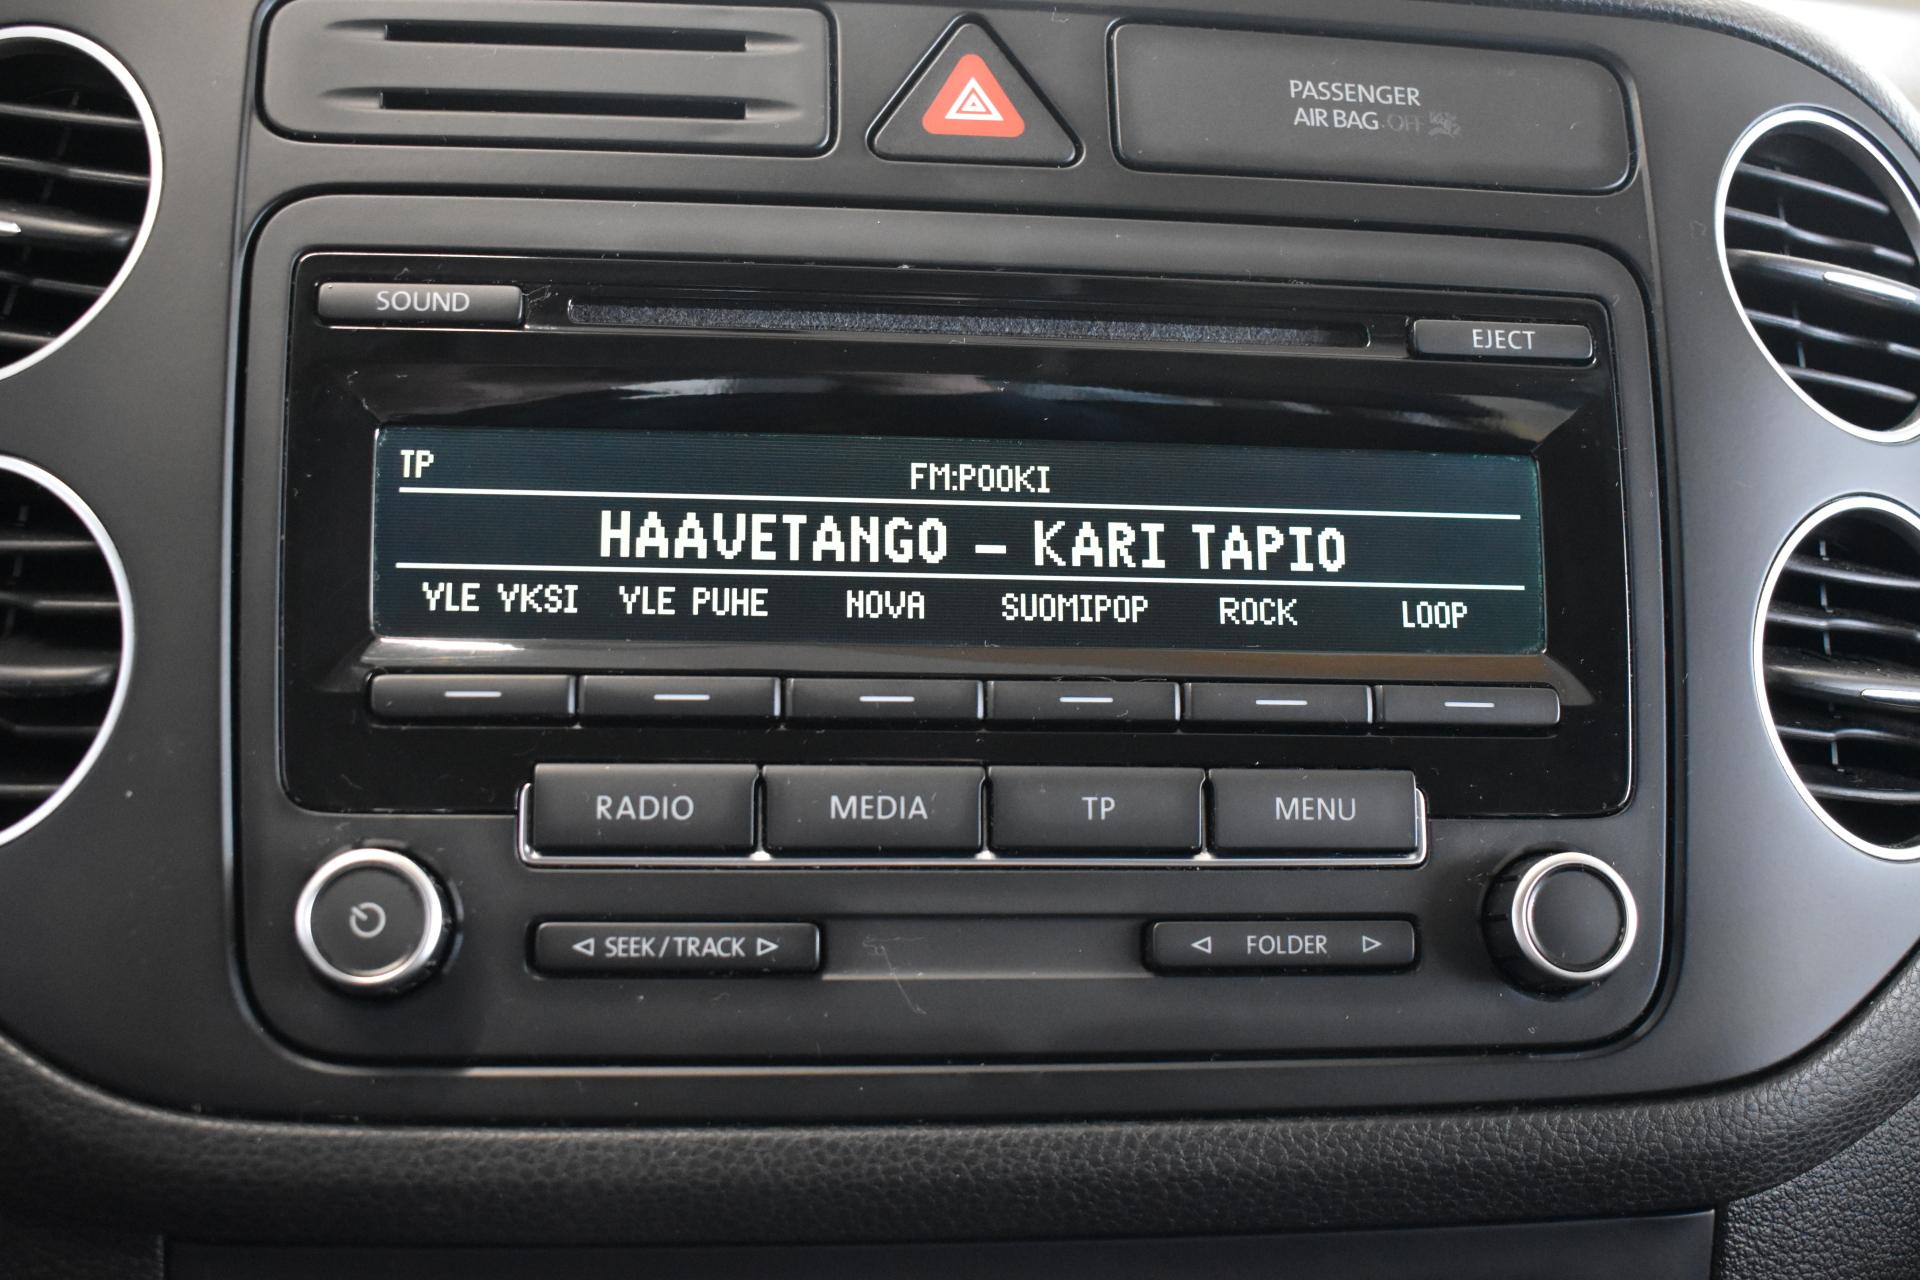 PASSENGER
AIR BAG OFF
SOUND
EJECT
TP
FM:POOKI
HAAVETANGO – KARI TAPIO
YLE YKSI YLE PUHE NOVA SUOMIPOP ROCK LOOP
RADIO MEDIA TP MENU
SEEK/TRACK FOLDER